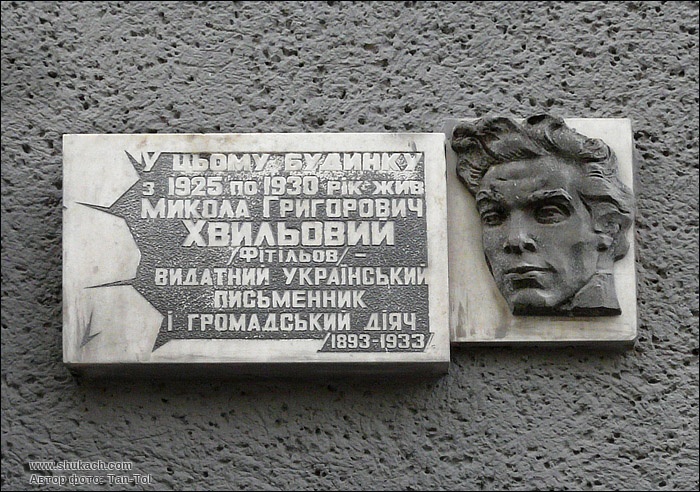 У ЦЬОМУ БУДИНКУ
З 1925 ПО 1930 РІК ЖИВ
МИКОЛА ГРИГОРОВИЧ
ХВИЛЬОВИЙ
/ФІТІЛЬОВ/ –
ВИДАТНИЙ УКРАЇНСЬКИЙ
ПИСЬМЕННИК
І ГРОМАДСЬКИЙ ДІЯЧ
/1893-1933/
www.shukach.com
Автор фото: Tan-Tol